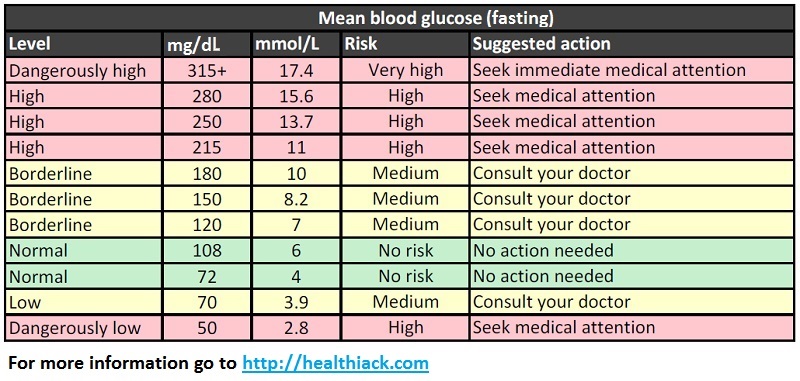 Mean blood glucose (fasting)
Level mg/dL mmol/L Risk Suggested action
Dangerously high 315+ 17.4 Very high Seek immediate medical attention
High 280 15.6 High Seek medical attention
High 250 13.7 High Seek medical attention
High 215 11 High Seek medical attention
Borderline 180 10 Medium Consult your doctor
Borderline 150 8.2 Medium Consult your doctor
Borderline 120 7 Medium Consult your doctor
Normal 108 6 No risk No action needed
Normal 72 4 No risk No action needed
Low 70 3.9 Medium Consult your doctor
Dangerously low 50 2.8 High Seek medical attention
For more information go to http://healthiack.com